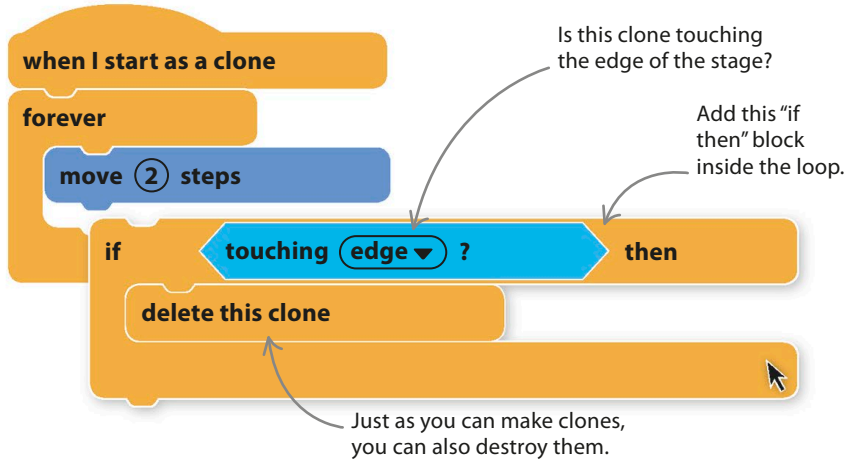 when I start as a clone
forever
move 2 steps
if touching edge ? then
delete this clone
Is this clone touching
the edge of the stage?
Add this “if
then” block
inside the loop.
Just as you can make clones,
you can also destroy them.